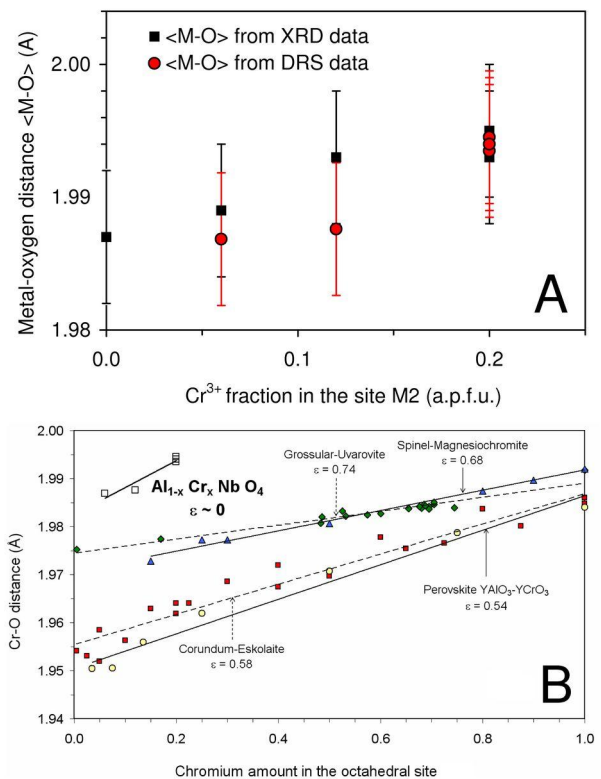 <M-O> from XRD data
<M-O> from DRS data
Metal-oxygen distance <M-O> (A)
2.00
1.99
1.98
0.0
0.1
0.2
A
Cr3+ fraction in the site M2 (a.p.f.u.)
2.00
1.99
1.98
1.97
1.96
1.95
1.94
Cr-O distance (Å)
Al1-x Crx Nb O4
ε ~ 0
Grossular-Uvarovite
ε = 0.74
Spinel-Magnesiochromite
ε = 0.68
Perovskite YAlO3-YCrO3
ε = 0.54
Corundum-Eskolaite
ε = 0.58
B
0.0
0.2
0.4
0.6
0.8
1.0
Chromium amount in the octahedral site